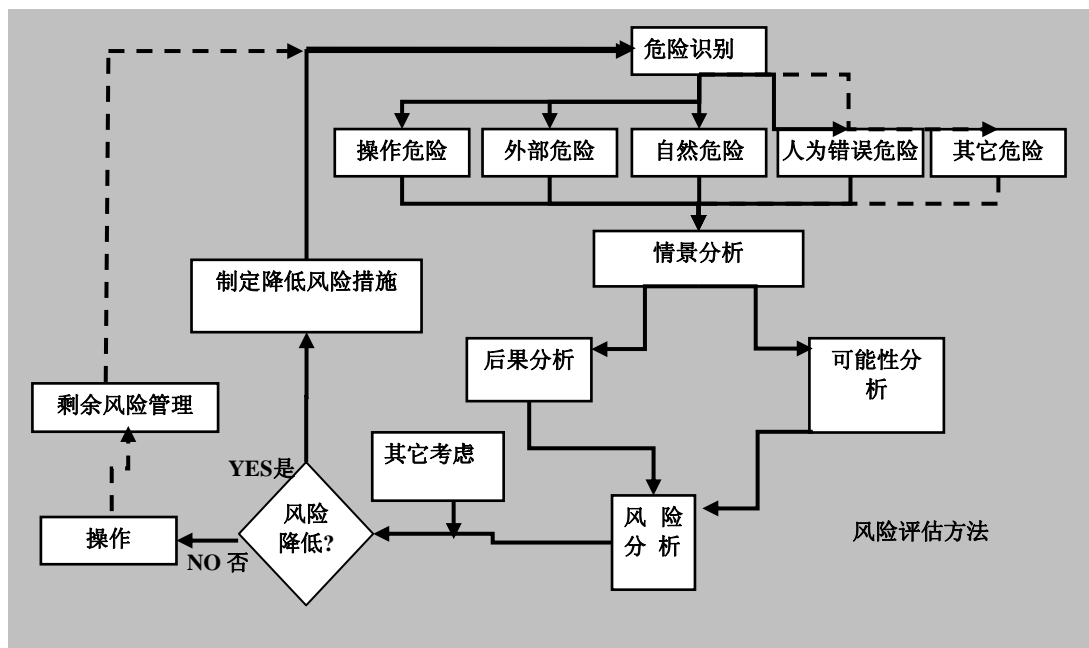 危险识别
操作危险
外部危险
自然危险
人为错误危险
其它危险
情景分析
制定降低风险措施
后果分析
可能性分
析
剩余风险管理
其它考虑
YES是
风险
降低?
操作
NO 否
风 险
分 析
风险评估方法